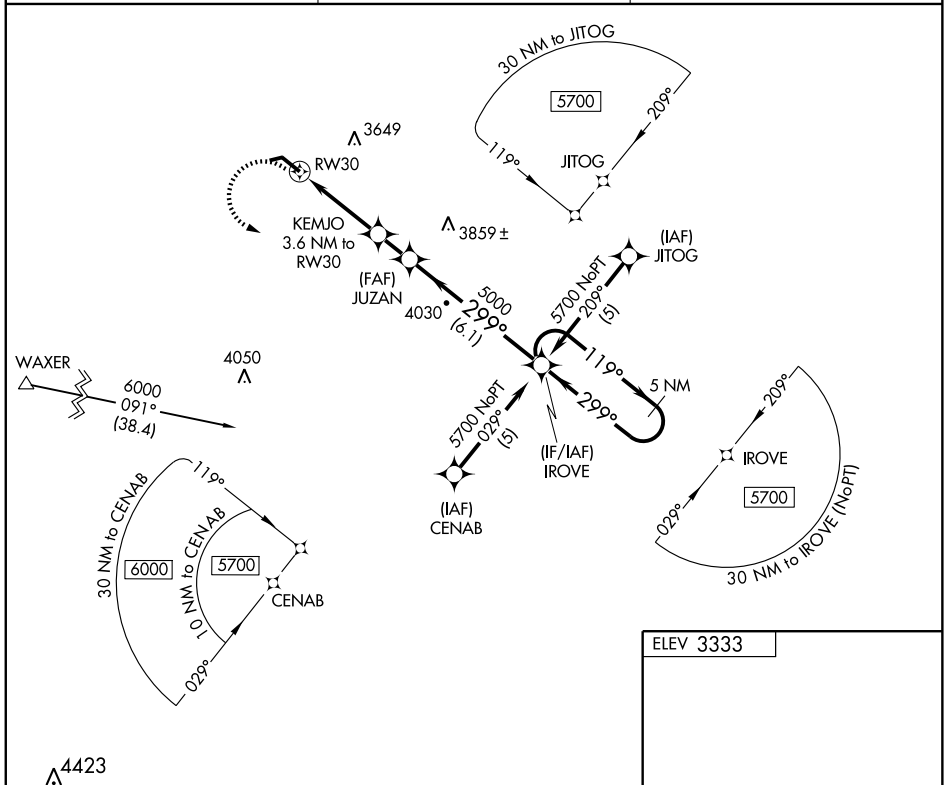 30 NM to JITOG
5700
209°
119°
JITOG
3649
RW30
KEMJO
3.6 NM to
RW30
3859 ±
(FAF)
JUZAN
4030
5000
299°
(6.1)
(IAF)
JITOG
5700 NoPT
209°
(5)
119°
5 NM
299°
(IF/IAF)
IROVE
5700 NoPT
029°
(5)
(IAF)
CENAB
WAXER
6000
091°
(38.4)
4050
209°
IROVE
5700
029°
30 NM to IROVE (NoPT)
119°
30 NM to CENAB
6000
10 NM to CENAB
5700
CENAB
029°
ELEV 3333
4423